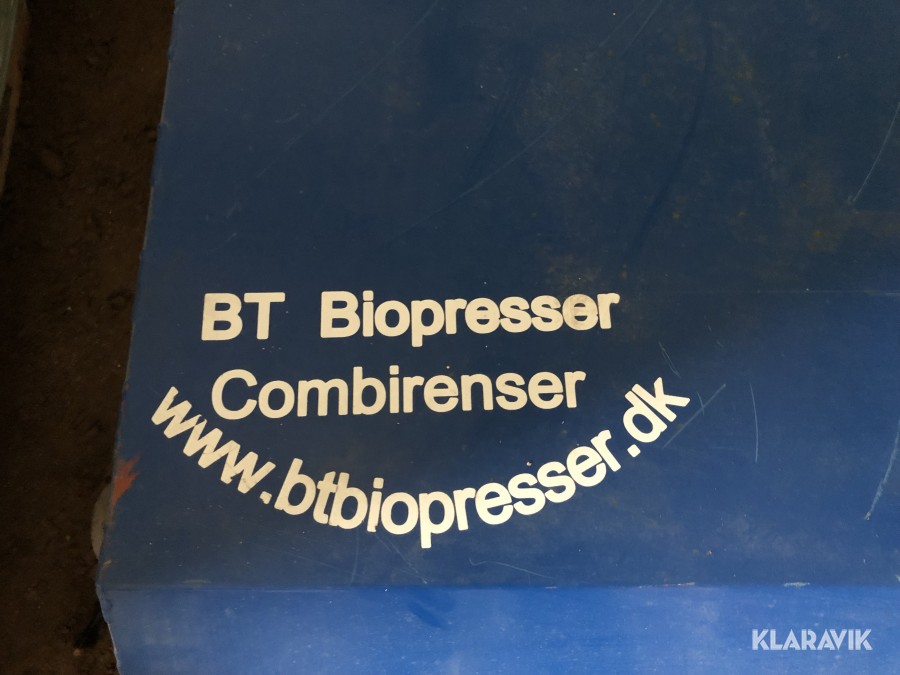 BT Biopresser
Combirenser
www.btbiopresser.dk
KLARAVIK